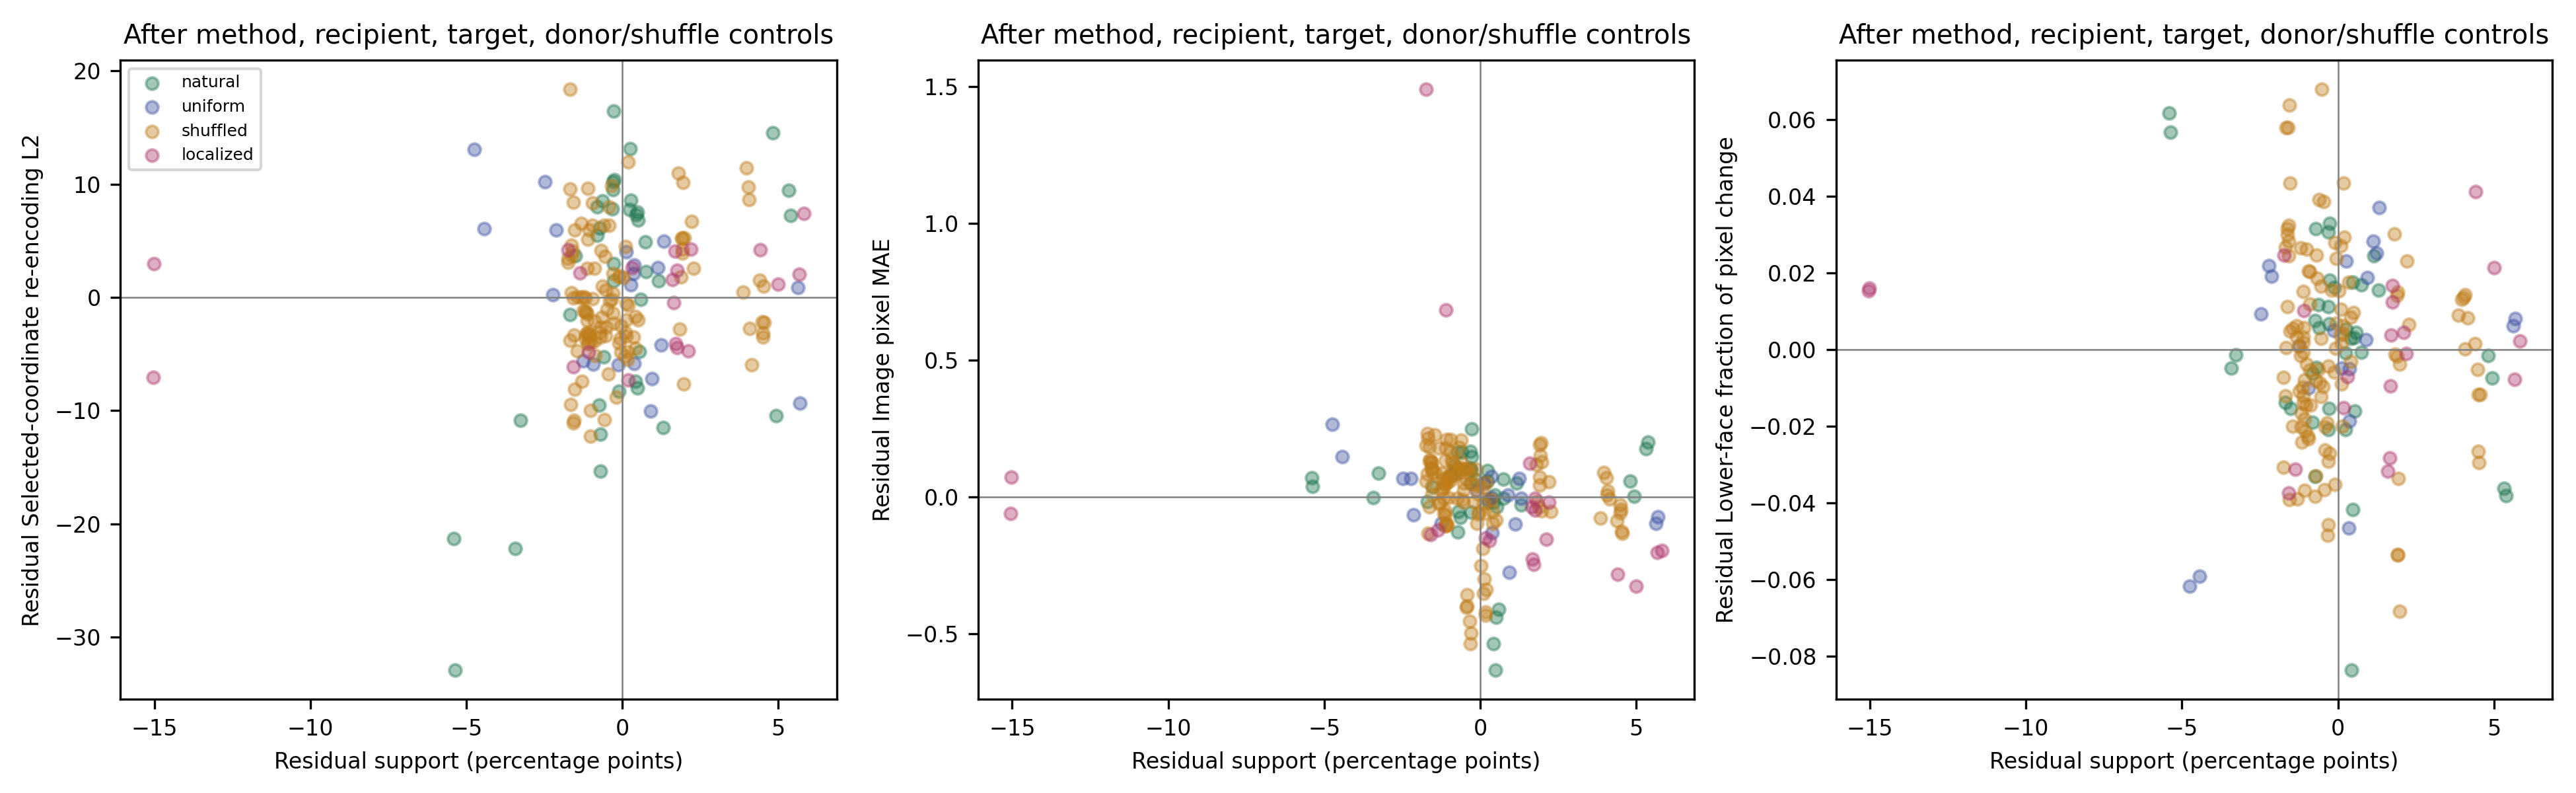 After method, recipient, target, donor/shuffle controls
Residual Selected-coordinate re-encoding L2
20
10
0
−10
−20
−30
natural
uniform
shuffled
localized
−15
−10
−5
0
5
Residual support (percentage points)
After method, recipient, target, donor/shuffle controls
Residual Image pixel MAE
1.5
1.0
0.5
0.0
−0.5
−15
−10
−5
0
5
Residual support (percentage points)
After method, recipient, target, donor/shuffle controls
Residual Lower-face fraction of pixel change
0.06
0.04
0.02
0.00
−0.02
−0.04
−0.06
−0.08
−15
−10
−5
0
5
Residual support (percentage points)